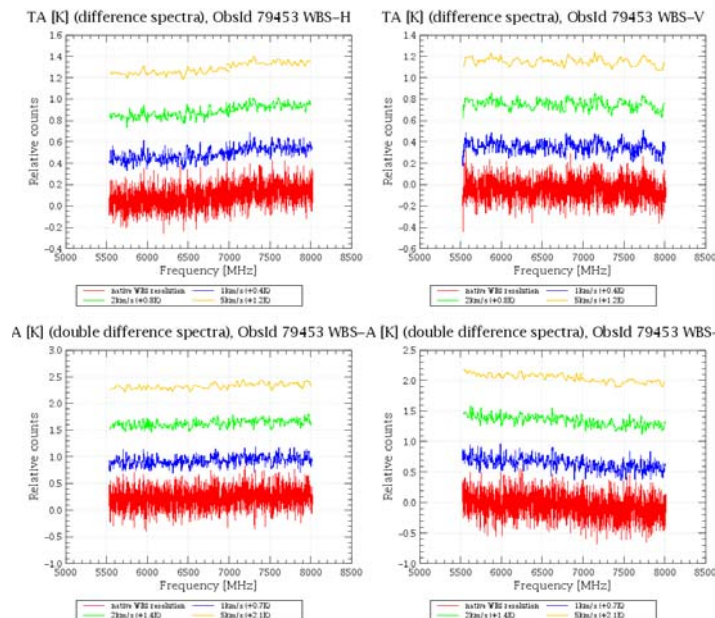 TA [K] (difference spectra), ObsId 79453 WBS–H
1.6
1.4
1.2
1.0
0.8
0.6
0.4
0.2
0.0
−0.2
−0.4
Relative counts
5000 5500 6000 6500 7000 7500 8000 8500
Frequency [MHz]
native WBS resolution 1km/s (+0.4K)
2km/s (+0.8K) 5km/s (+1.2K)
TA [K] (difference spectra), ObsId 79453 WBS–V
1.4
1.2
1.0
0.8
0.6
0.4
0.2
0.0
−0.2
−0.4
−0.6
Relative counts
5000 5500 6000 6500 7000 7500 8000 8500
Frequency [MHz]
native WBS resolution 1km/s (+0.4K)
2km/s (+0.8K) 5km/s (+1.2K)
A [K] (double difference spectra), ObsId 79453 WBS–
3.0
2.5
2.0
1.5
1.0
0.5
0.0
−0.5
−1.0
Relative counts
5000 5500 6000 6500 7000 7500 8000 8500
Frequency [MHz]
native WBS resolution 1km/s (+0.7K)
2km/s (+1.4K) 5km/s (+2.1K)
A [K] (double difference spectra), ObsId 79453 WBS–
2.5
2.0
1.5
1.0
0.5
0.0
−0.5
−1.0
Relative counts
5000 5500 6000 6500 7000 7500 8000 8500
Frequency [MHz]
native WBS resolution 1km/s (+0.7K)
2km/s (+1.4K) 5km/s (+2.1K)